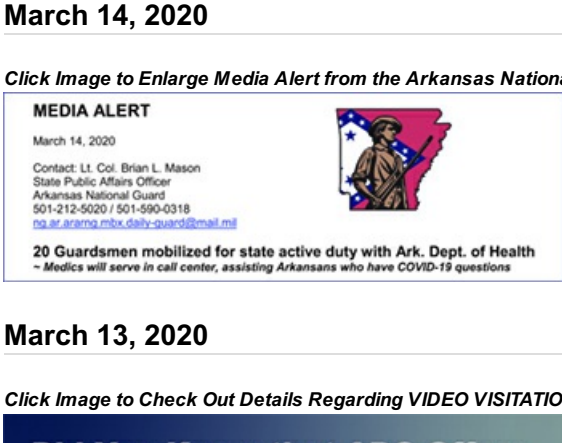 March 14, 2020
Click Image to Enlarge Media Alert from the Arkansas Nationa
MEDIA ALERT
March 14, 2020
Contact: Lt. Col. Brian L. Mason
State Public Affairs Officer
Arkansas National Guard
501-212-5020 / 501-590-0318
ng.ar.ararng.mbx.daily-guard@mail.mil
20 Guardsmen mobilized for state active duty with Ark. Dept. of Health
~ Medics will serve in call center, assisting Arkansans who have COVID-19 questions
March 13, 2020
Click Image to Check Out Details Regarding VIDEO VISITATIO